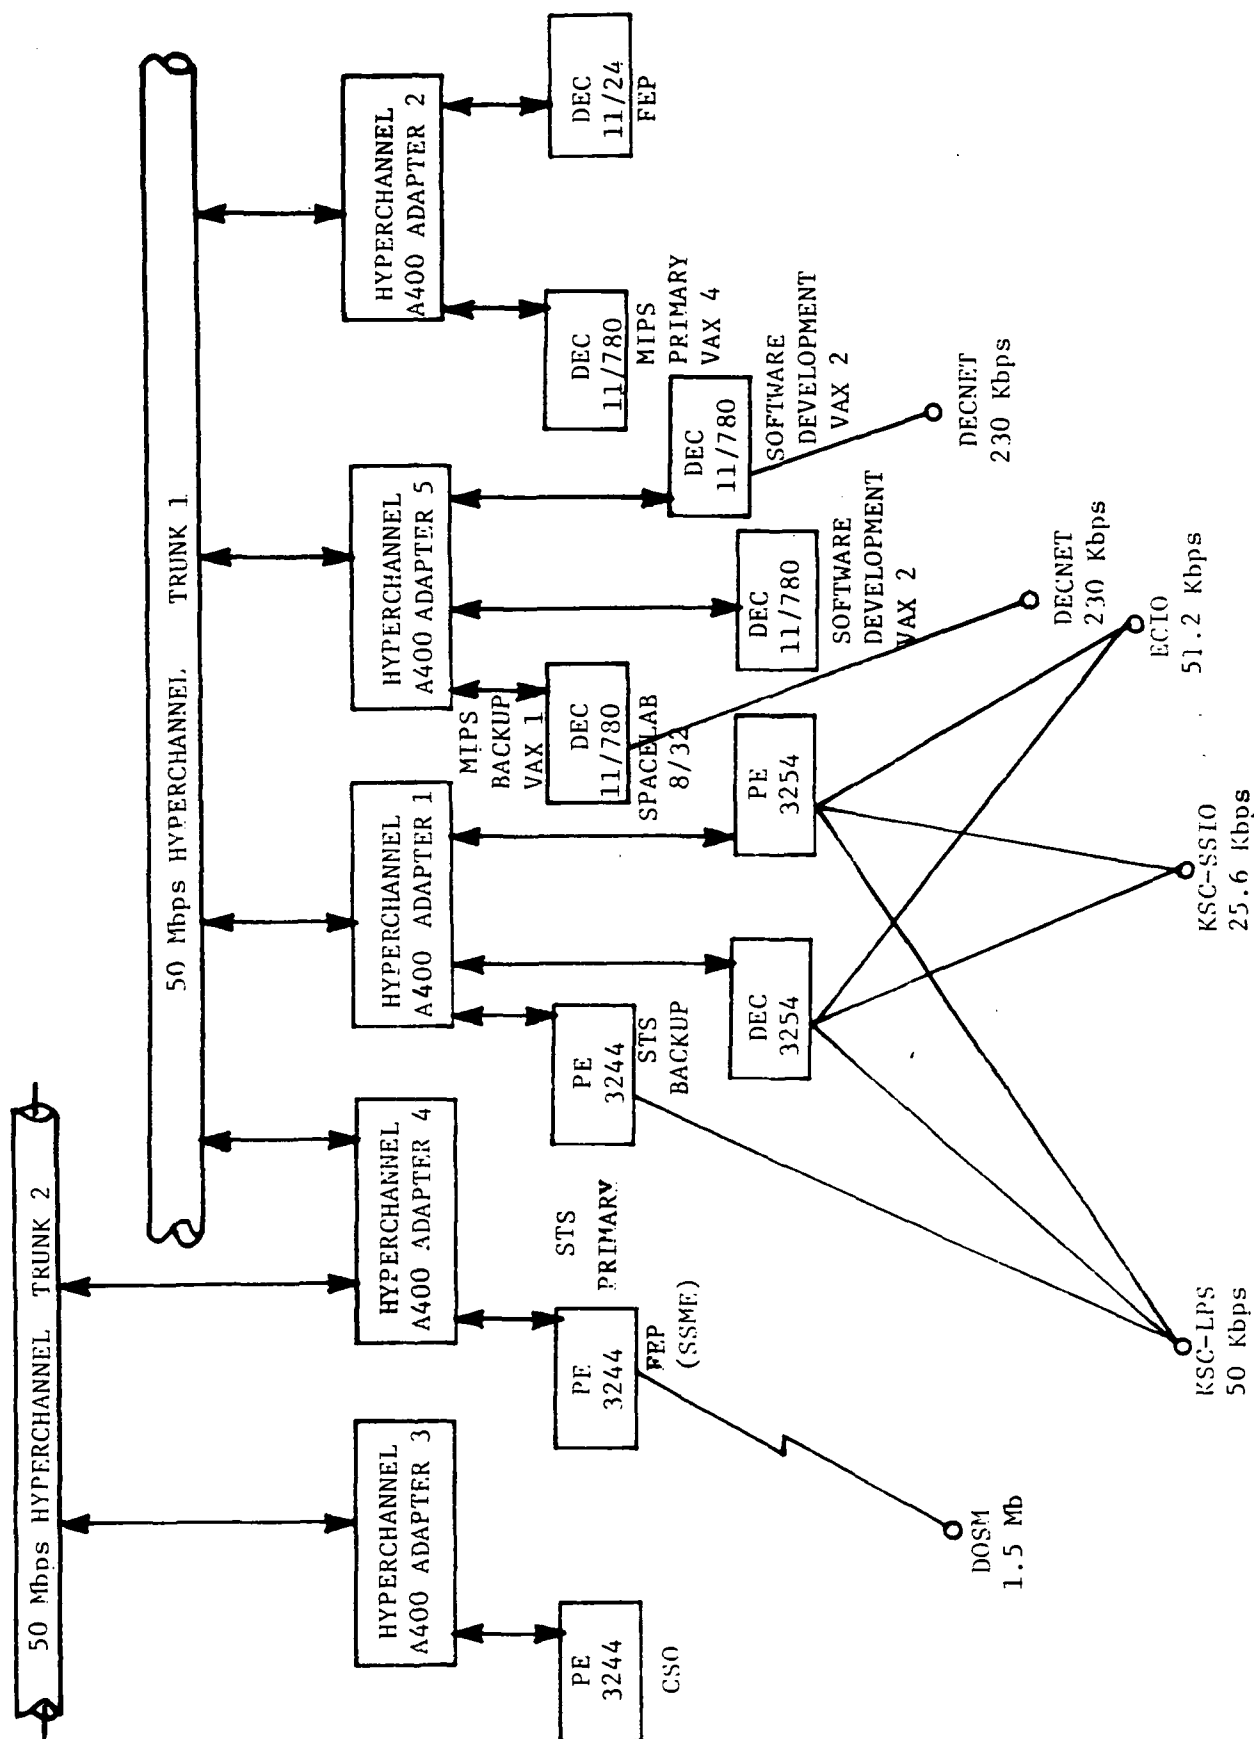 50 Mbps HYPERCHANNEL TRUNK 2
50 Mbps HYPERCHANNEL TRUNK 1
HYPERCHANNEL
A400 ADAPTER 3
HYPERCHANNEL
A400 ADAPTER 4
HYPERCHANNEL
A400 ADAPTER 1
HYPERCHANNEL
A400 ADAPTER 5
HYPERCHANNEL
A400 ADAPTER 2
PE
3244
CSO
PE
3244
FEP
(SSME)
STS
PRIMARY
PE
3244
STS
BACKUP
DEC
3254
PE
3254
MIPS
BACKUP
VAX 1
DEC
11/780
SPACELAB
8/32
DEC
11/780
SOFTWARE
DEVELOPMENT
VAX 2
DEC
11/780
SOFTWARE
DEVELOPMENT
VAX 2
DEC
11/780
MIPS
PRIMARY
VAX 4
DEC
11/24
FEP
DOSM
1.5 Mb
KSC-LPS
50 Kbps
KSC-SSIO
25.6 Kbps
ECIO
51.2 Kbps
DECNET
230 Kbps
DECNET
230 Kbps